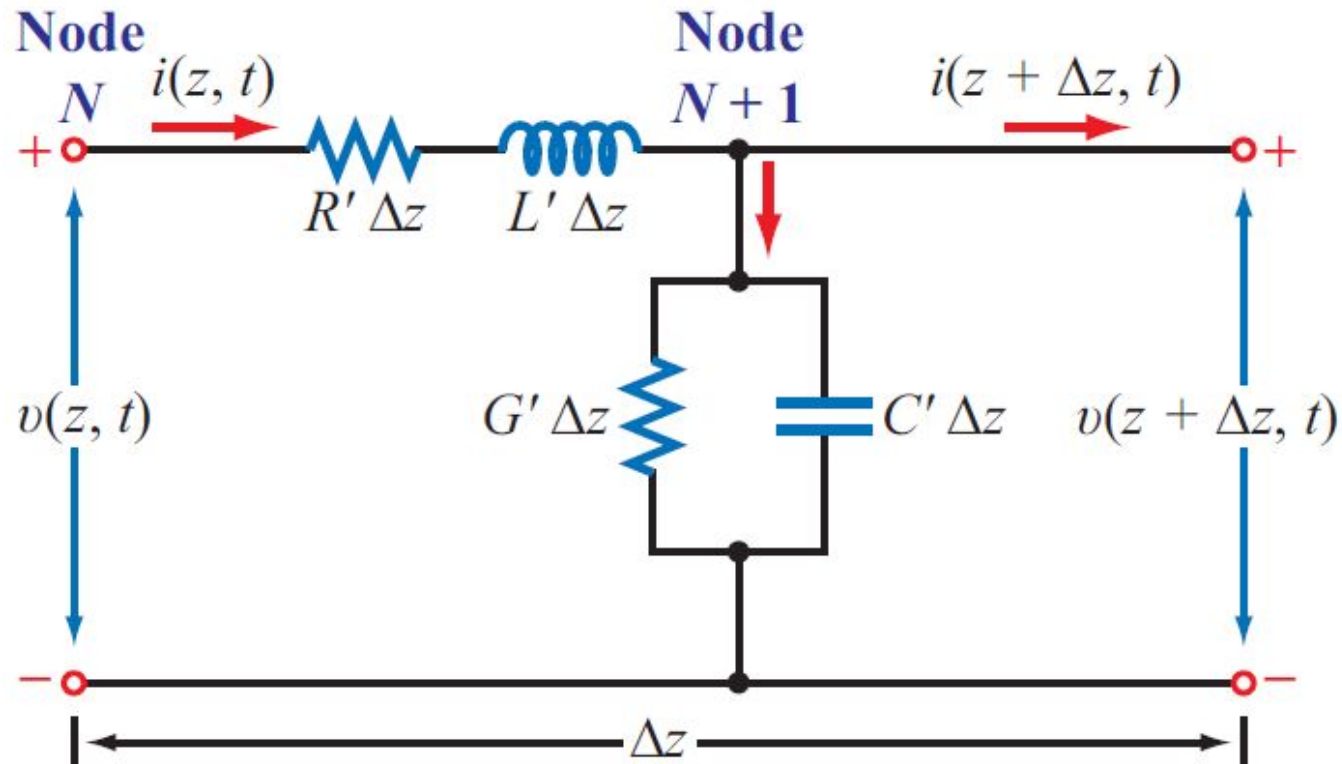 Node
N
i(z, t)
Node
N + 1
i(z + Δz, t)
+
+
R′ Δz
L′ Δz
υ(z, t)
G′ Δz
C′ Δz
υ(z + Δz, t)
−
−
Δz